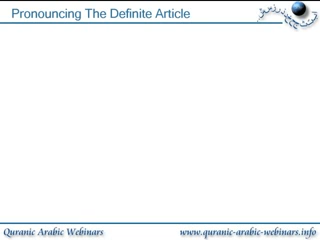 Pronouncing The Definite Article
Quranic Arabic Webinars
www.quranic-arabic-webinars.info